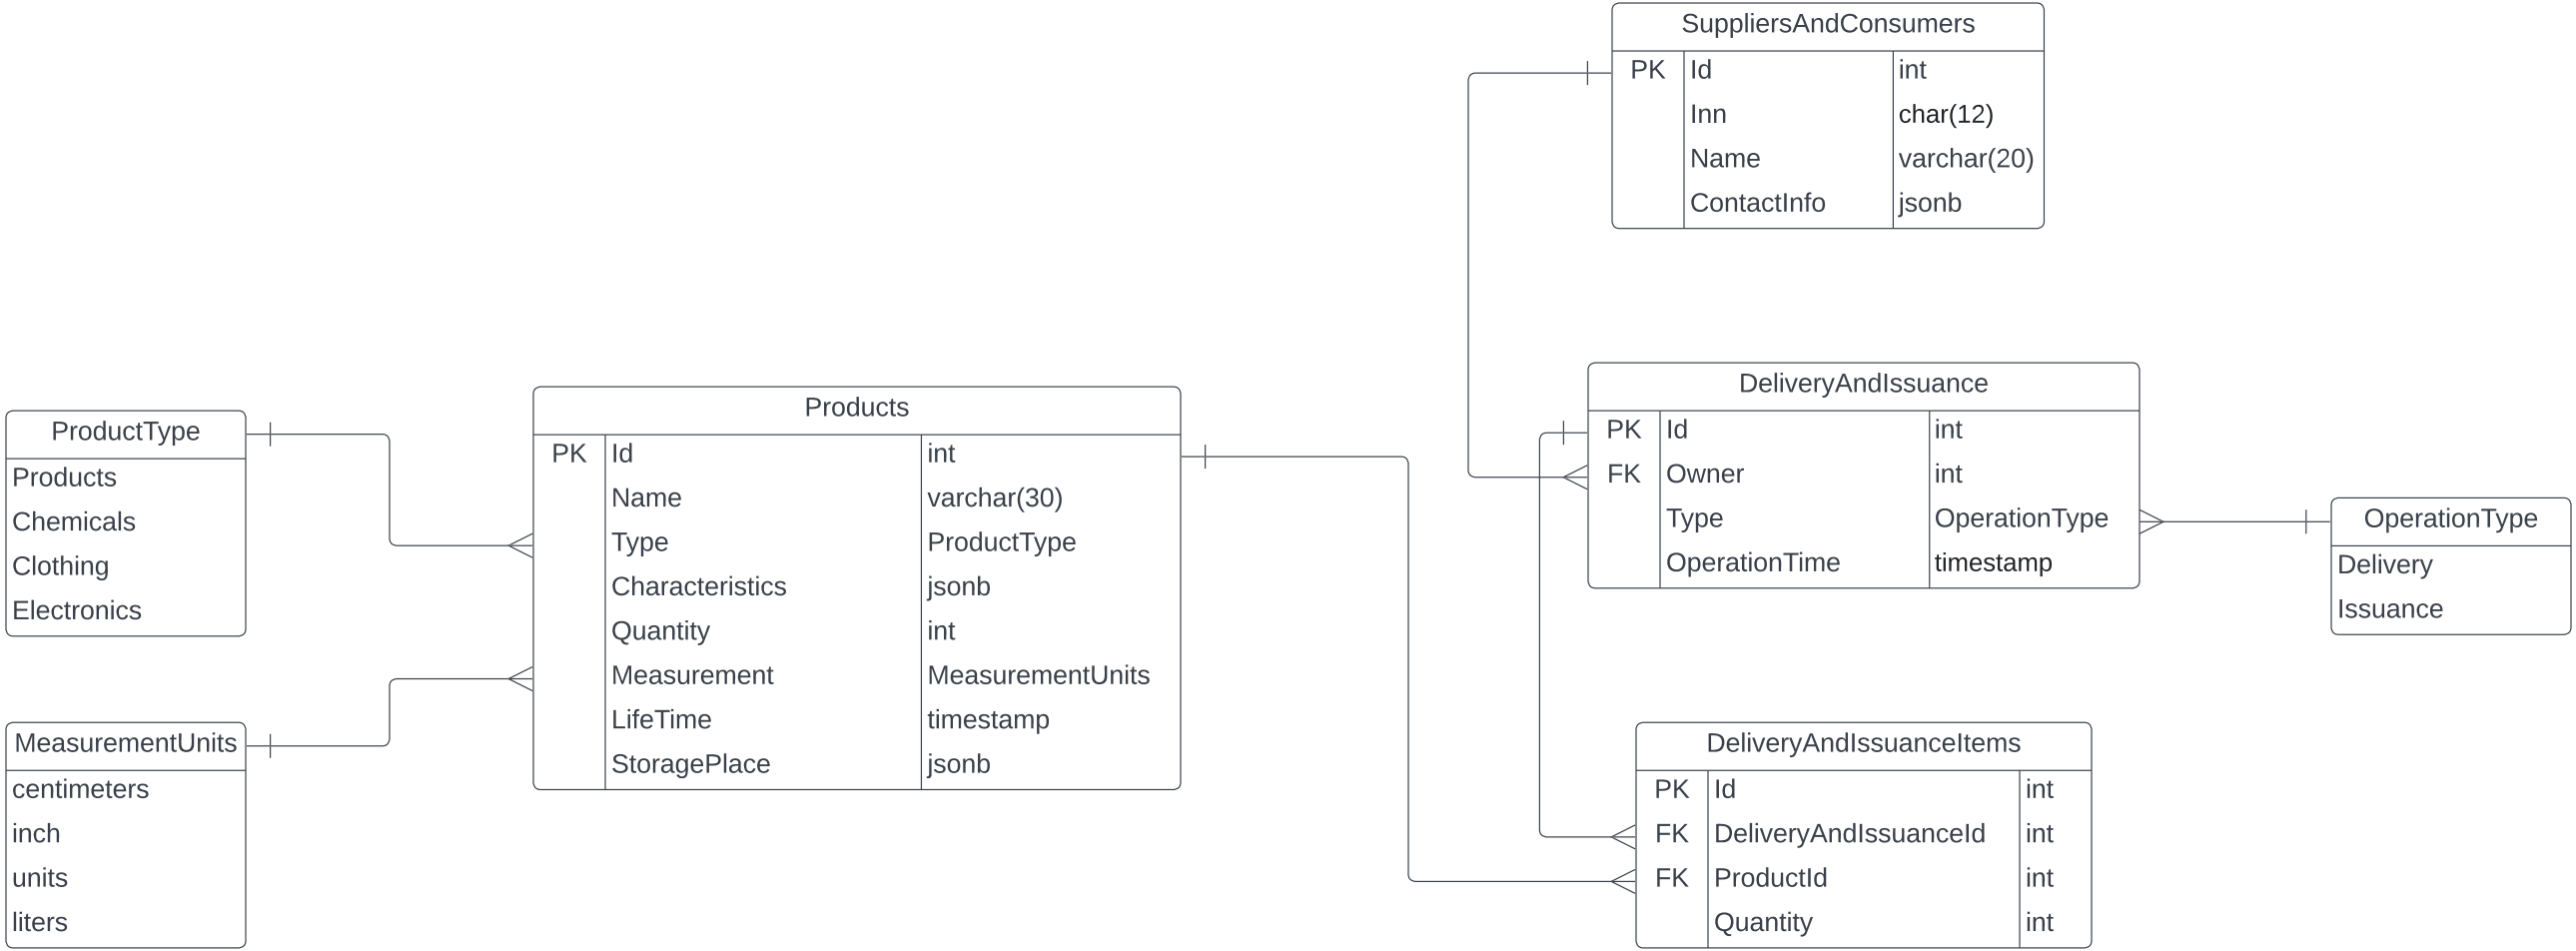 SuppliersAndConsumers
PK Id int
Inn char(12)
Name varchar(20)
ContactInfo jsonb
DeliveryAndIssuance
PK Id int
FK Owner int
Type OperationType
OperationTime timestamp
Products
PK Id int
Name varchar(30)
Type ProductType
Characteristics jsonb
Quantity int
Measurement MeasurementUnits
LifeTime timestamp
StoragePlace jsonb
ProductType
Products
Chemicals
Clothing
Electronics
OperationType
Delivery
Issuance
MeasurementUnits
centimeters
inch
units
liters
DeliveryAndIssuanceItems
PK Id int
FK DeliveryAndIssuanceId int
FK ProductId int
Quantity int